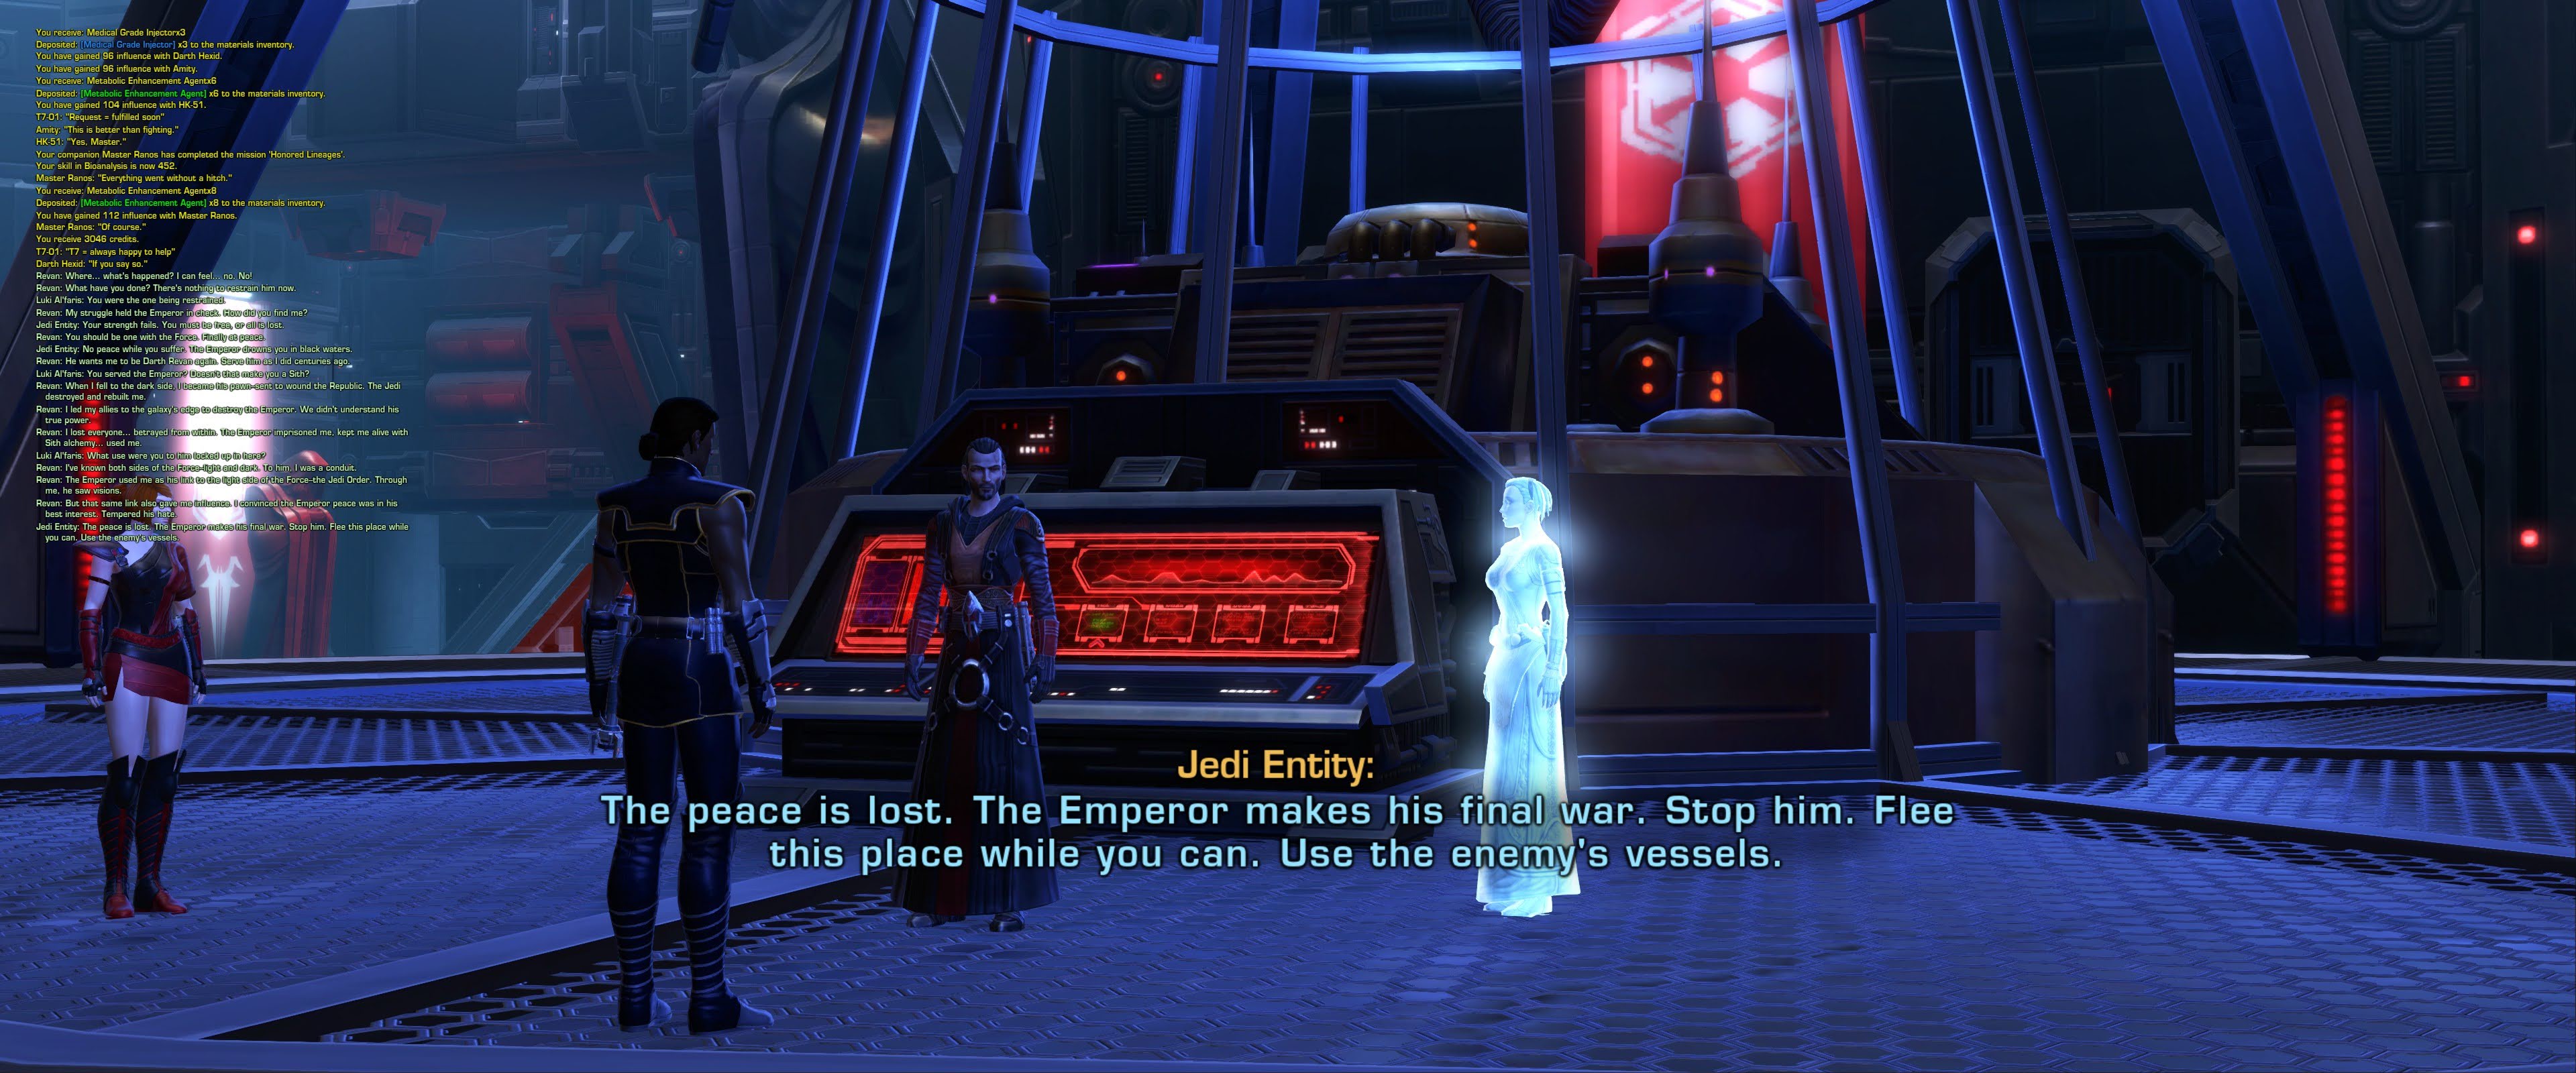 You receive: Medical Grade Injectorx3
Deposited: [Medical Grade Injector] x3 to the materials inventory.
You have gained 96 influence with Darth Hexid.
You have gained 96 influence with Amity.
You receive: Metabolic Enhancement Agentx6
Deposited: [Metabolic Enhancement Agent] x6 to the materials inventory.
You have gained 104 influence with HK-51.
T7-01: "Request = fulfilled soon"
Amity: "This is better than fighting."
HK-51: "Yes, Master."
Your companion Master Ranos has completed the mission 'Honored Lineages'.
Your skill in Bioanalysis is now 452.
Master Ranos: "Everything went without a hitch."
You receive: Metabolic Enhancement Agentx8
Deposited: [Metabolic Enhancement Agent] x8 to the materials inventory.
You have gained 112 influence with Master Ranos.
Master Ranos: "Of course."
You receive 3046 credits.
T7-01: "T7 = always happy to help"
Darth Hexid: "If you say so."
Revan: Where... what's happened? I can feel... no. No!
Revan: What have you done? There's nothing to restrain him now.
Luki Al'faris: You were the one being restrained.
Revan: My struggle held the Emperor in check. How did you find me?
Jedi Entity: Your strength fails. You must be free, or all is lost.
Revan: You should be one with the Force. Finally at peace.
Jedi Entity: No peace while you suffer. The Emperor drowns you in black waters.
Revan: He wants me to be Darth Revan again. Serve him as I did centuries ago.
Luki Al'faris: You served the Emperor? Doesn't that make you a Sith?
Revan: When I fell to the dark side, I became his pawn–sent to wound the Republic. The Jedi
destroyed and rebuilt me.
Revan: I led my allies to the galaxy's edge to destroy the Emperor. We didn't understand his
true power.
Revan: I lost everyone... betrayed from within. The Emperor imprisoned me, kept me alive with
Sith alchemy... used me.
Luki Al'faris: What use were you to him locked up in here?
Revan: I've known both sides of the Force–light and dark. To him, I was a conduit.
Revan: The Emperor used me as his link to the light side of the Force–the Jedi Order. Through
me, he saw visions.
Revan: But that same link also gave me influence. I convinced the Emperor peace was in his
best interest. Tempered his hate.
Jedi Entity: The peace is lost. The Emperor makes his final war. Stop him. Flee this place while
you can. Use the enemy's vessels.
Jedi Entity:
The peace is lost. The Emperor makes his final war. Stop him. Flee
this place while you can. Use the enemy's vessels.